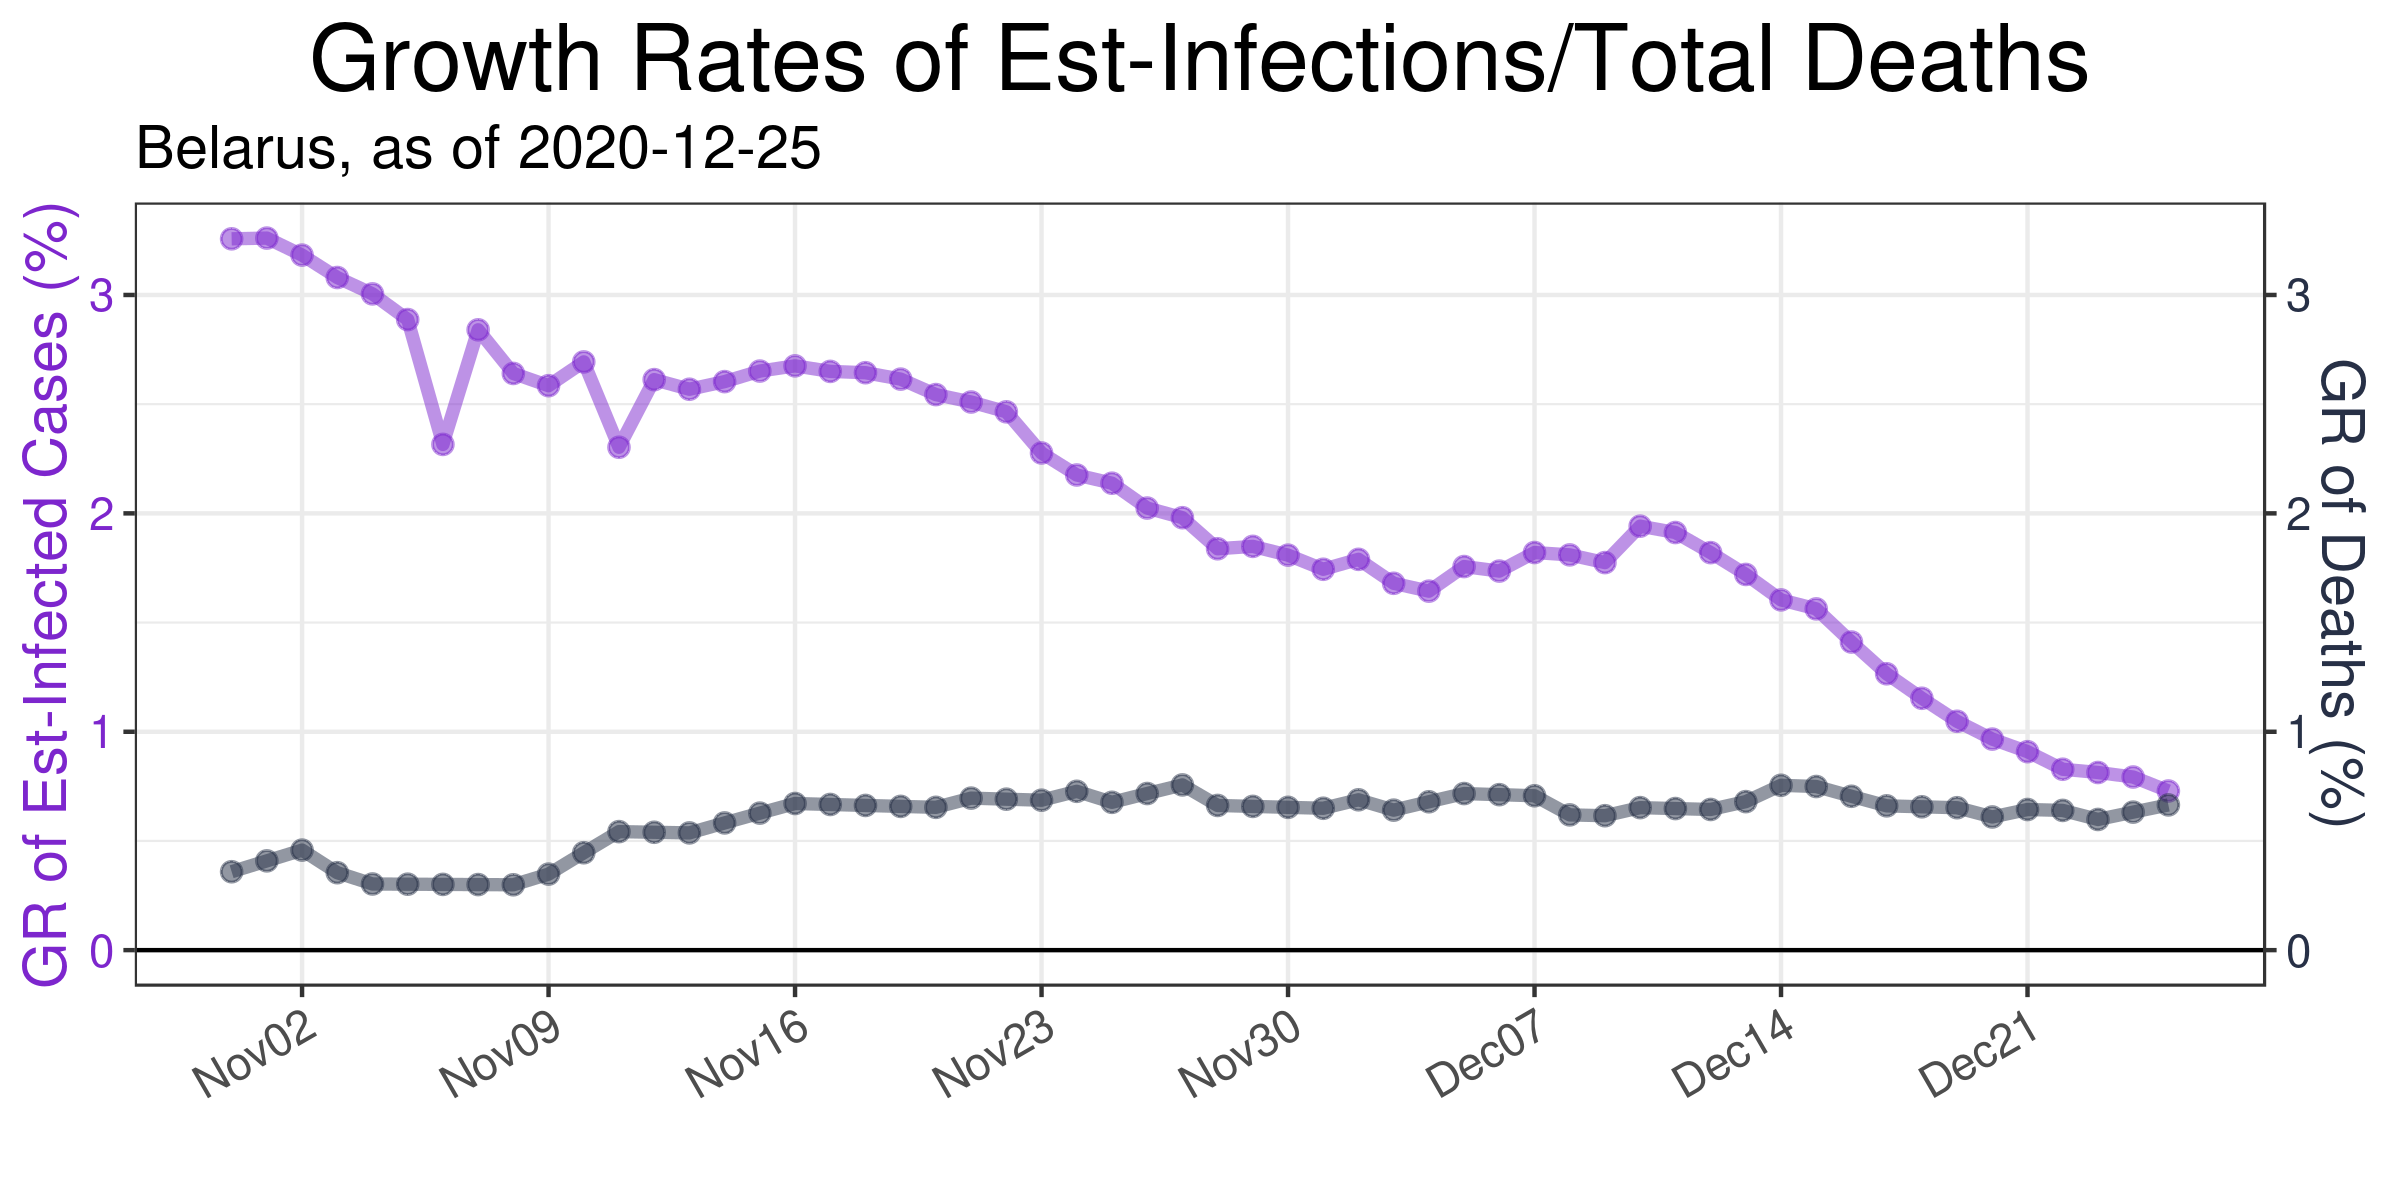 Growth Rates of Est-Infections/Total Deaths
Belarus, as of 2020-12-25
GR of Est-Infected Cases (%)
3
2
1
0
3
2
1
0
GR of Deaths (%)
Nov02
Nov09
Nov16
Nov23
Nov30
Dec07
Dec14
Dec21